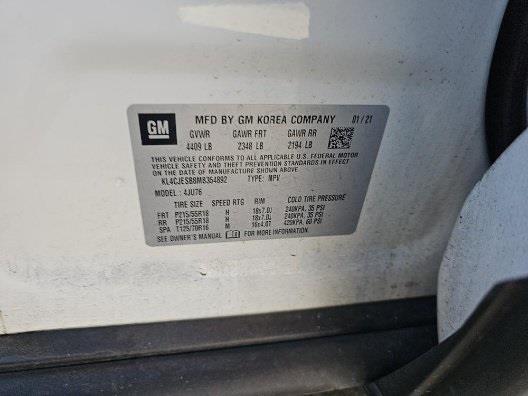 GM
MFD BY GM KOREA COMPANY 01/21
GVWR GAWR FRT GAWR RR
4409 LB 2348 LB 2194 LB
THIS VEHICLE CONFORMS TO ALL APPLICABLE U.S. FEDERAL MOTOR
VEHICLE SAFETY AND THEFT PREVENTION STANDARDS IN EFFECT ON
THE DATE OF MANUFACTURE SHOWN ABOVE.
KL4CJESB8MB354892 TYPE: MPV
MODEL: 4JU76
TIRE SIZE SPEED RTG RIM COLD TIRE PRESSURE
FRT P215/55R18 H 18x7.0J 240KPA, 35 PSI
RR P215/55R18 H 18x7.0J 240KPA, 35 PSI
SPA T125/70R16 M 16x4.0T 420KPA, 60 PSI
SEE OWNER'S MANUAL FOR MORE INFORMATION.